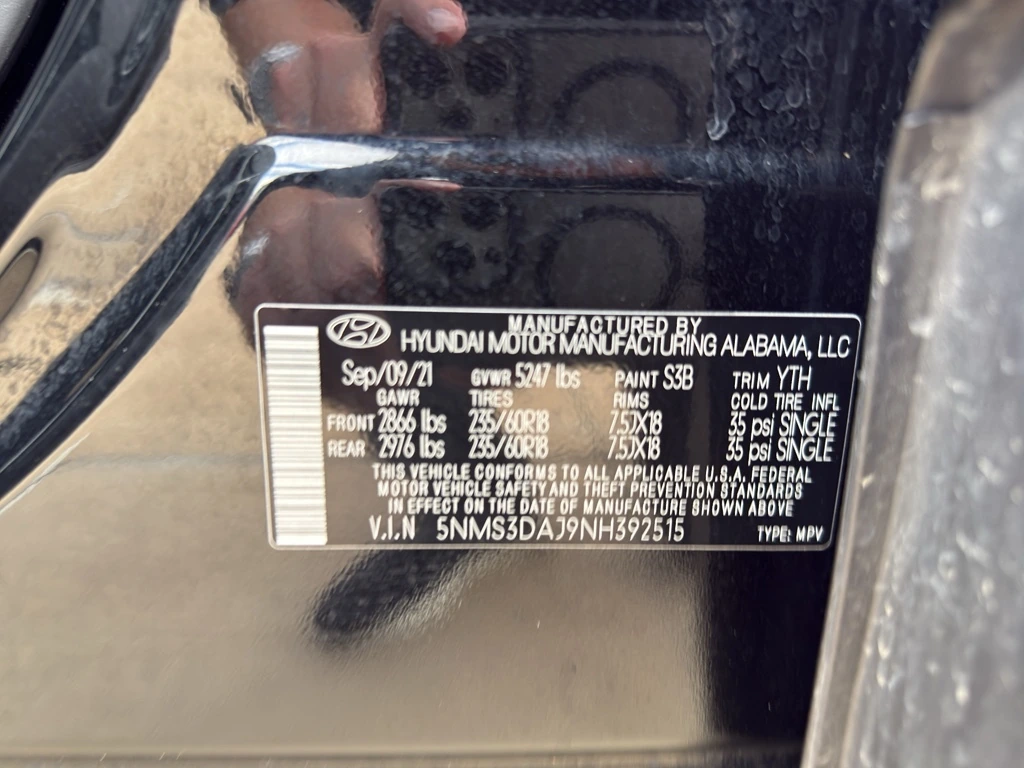 MANUFACTURED BY
HYUNDAI MOTOR MANUFACTURING ALABAMA, LLC
Sep/09/21 GVWR 5247 lbs PAINT S3B TRIM YTH
GAWR TIRES RIMS COLD TIRE INFL
FRONT 2866 lbs 235/60R18 7.5JX18 35 psi SINGLE
REAR 2976 lbs 235/60R18 7.5JX18 35 psi SINGLE
THIS VEHICLE CONFORMS TO ALL APPLICABLE U.S.A. FEDERAL
MOTOR VEHICLE SAFETY AND THEFT PREVENTION STANDARDS
IN EFFECT ON THE DATE OF MANUFACTURE SHOWN ABOVE
V.I.N 5NMS3DAJ9NH392515 TYPE: MPV